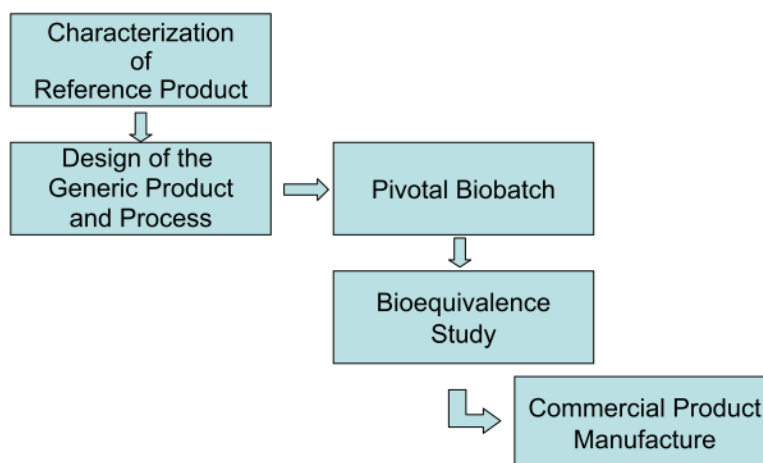 Characterization
of
Reference Product
Design of the
Generic Product
and Process
Pivotal Biobatch
Bioequivalence
Study
Commercial Product
Manufacture